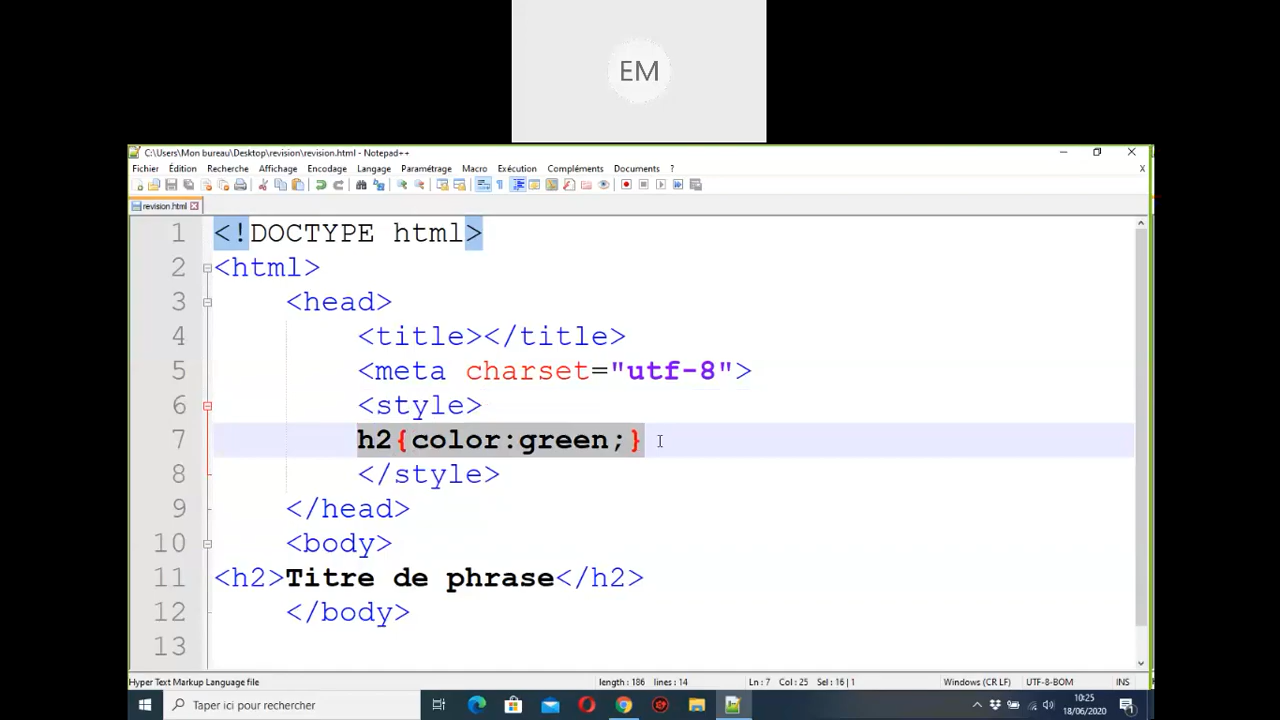 EM
C:\Users\Mon bureau\Desktop\revision\revision.html - Notepad++
Fichier Édition Recherche Affichage Encodage Langage Paramétrage Macro Exécution Compléments Documents ? X
revision.html
1 <!DOCTYPE html>
2 <html>
3 <head>
4 <title></title>
5 <meta charset="utf-8">
6 <style>
7 h2{color:green;}
8 </style>
9 </head>
10 <body>
11 <h2>Titre de phrase</h2>
12 </body>
13
Hyper Text Markup Language file length : 186 lines : 14 Ln : 7 Col : 25 Sel : 16 | 1 Windows (CR LF) UTF-8-BOM INS
Taper ici pour rechercher
10:25
18/06/2020
1